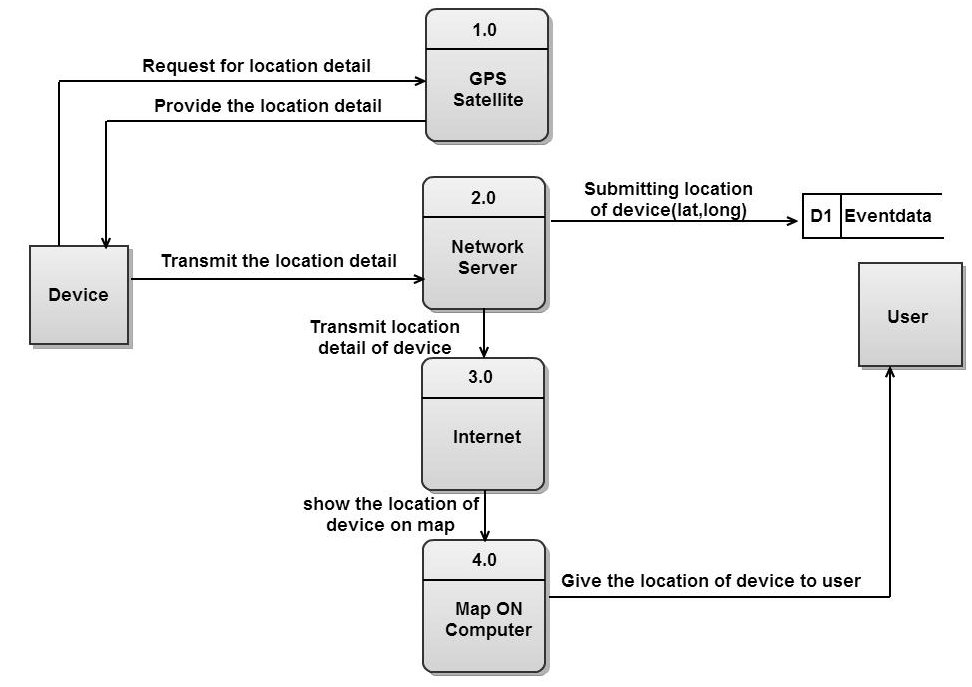 1.0
GPS
Satellite
Request for location detail
Provide the location detail
2.0
Network
Server
Submitting location
of device(lat,long)
D1 Eventdata
Device
Transmit the location detail
User
Transmit location
detail of device
3.0
Internet
show the location of
device on map
4.0
Map ON
Computer
Give the location of device to user